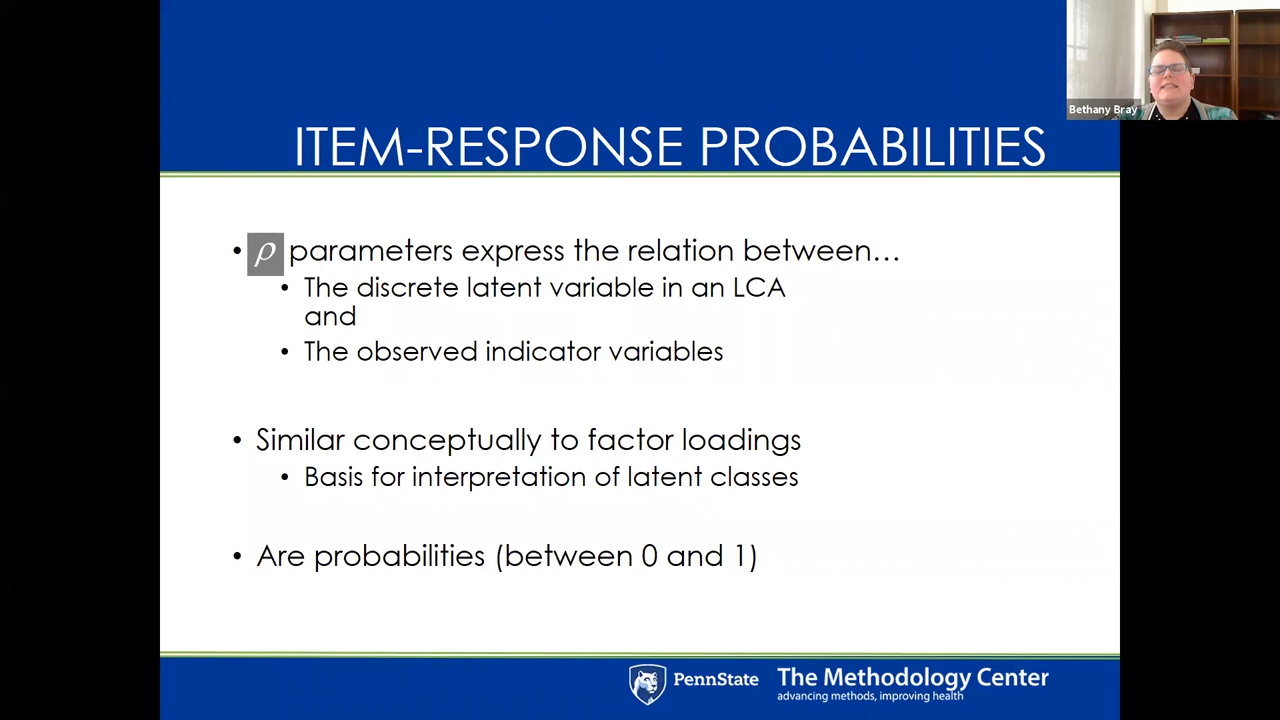 Bethany Bray
ITEM-RESPONSE PROBABILITIES
• ρ parameters express the relation between…
• The discrete latent variable in an LCA
and
• The observed indicator variables
• Similar conceptually to factor loadings
• Basis for interpretation of latent classes
• Are probabilities (between 0 and 1)
PennState
The Methodology Center
advancing methods, improving health